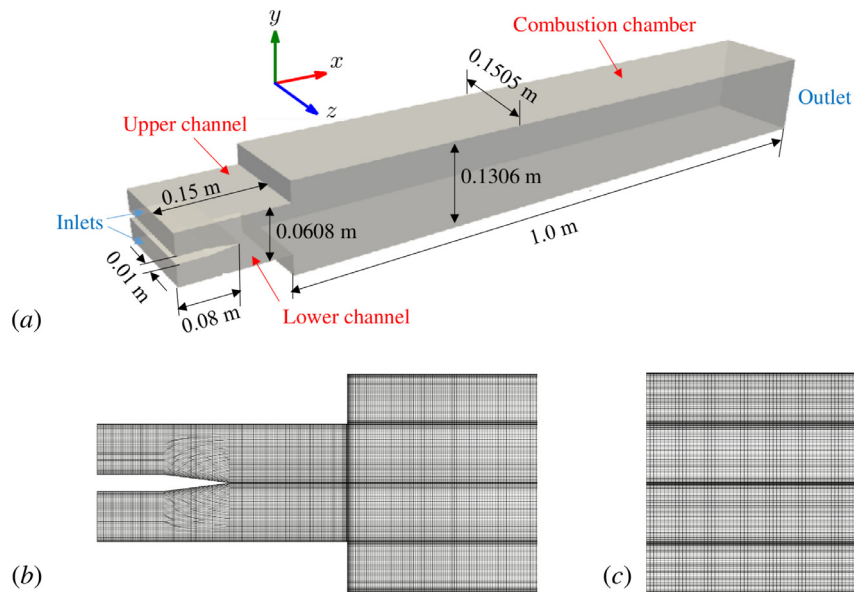 (a)
y
x
z
Combustion chamber
0.1505 m
Outlet
Upper channel
0.15 m
0.1306 m
Inlets
0.0608 m
1.0 m
0.01 m
0.08 m
Lower channel
(b)
(c)